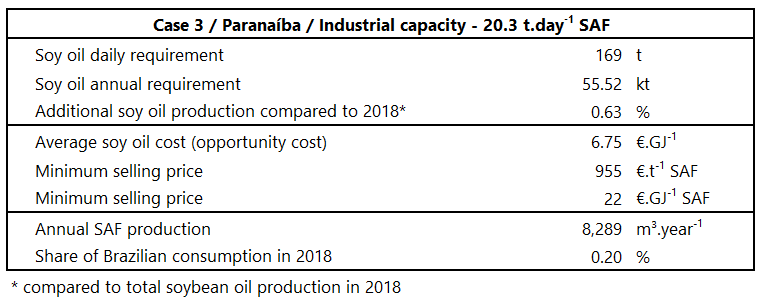 Case 3 / Paranaíba / Industrial capacity - 20.3 t.day⁻¹ SAF
Soy oil daily requirement 169 t
Soy oil annual requirement 55.52 kt
Additional soy oil production compared to 2018* 0.63 %
Average soy oil cost (opportunity cost) 6.75 €.GJ⁻¹
Minimum selling price 955 €.t⁻¹ SAF
Minimum selling price 22 €.GJ⁻¹ SAF
Annual SAF production 8,289 m³.year⁻¹
Share of Brazilian consumption in 2018 0.20 %
* compared to total soybean oil production in 2018